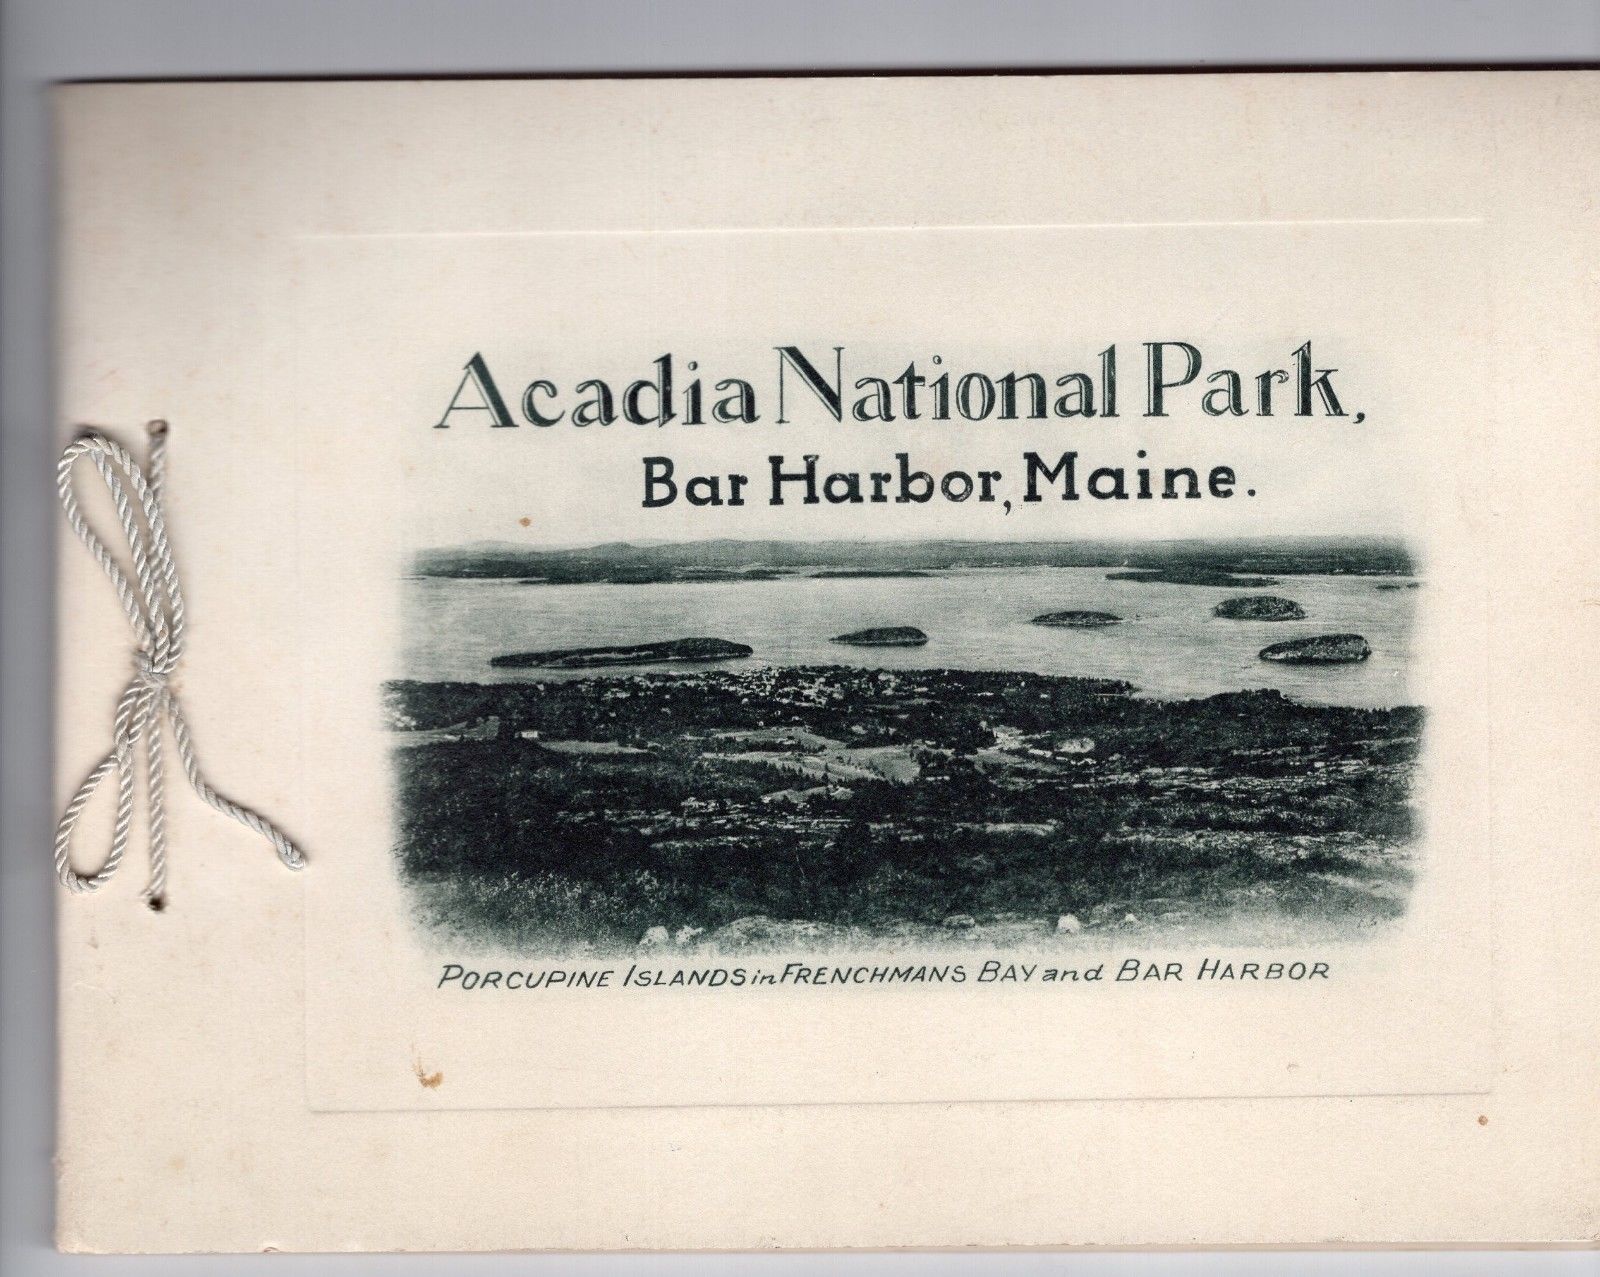 Acadia National Park,
Bar Harbor, Maine.
PORCUPINE ISLANDS in FRENCHMANS BAY and BAR HARBOR